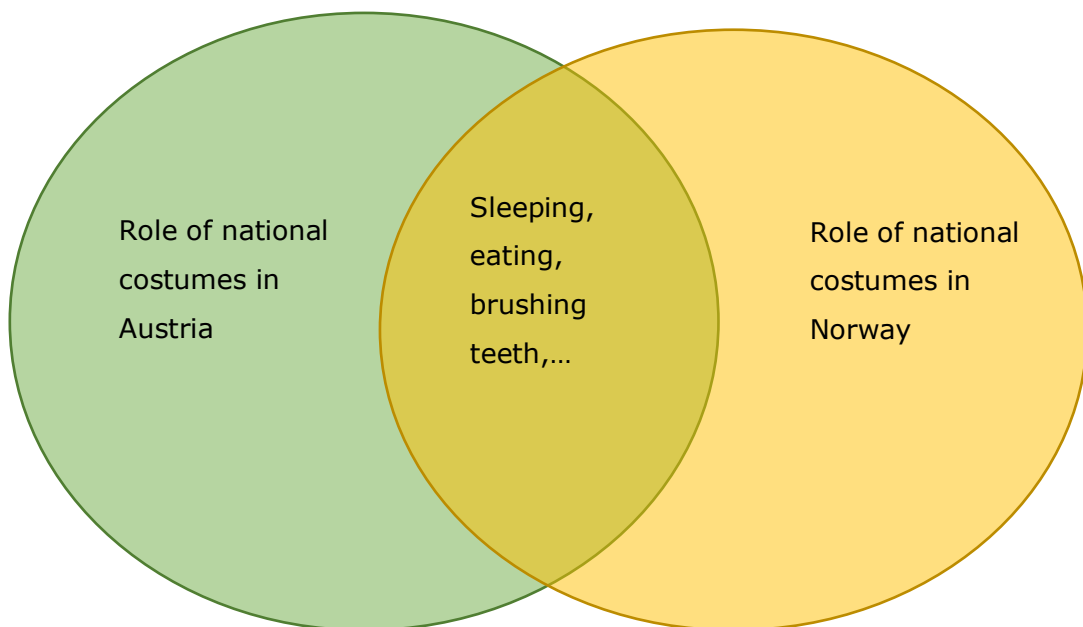 Role of national
costumes in
Austria
Sleeping,
eating,
brushing
teeth,…
Role of national
costumes in
Norway